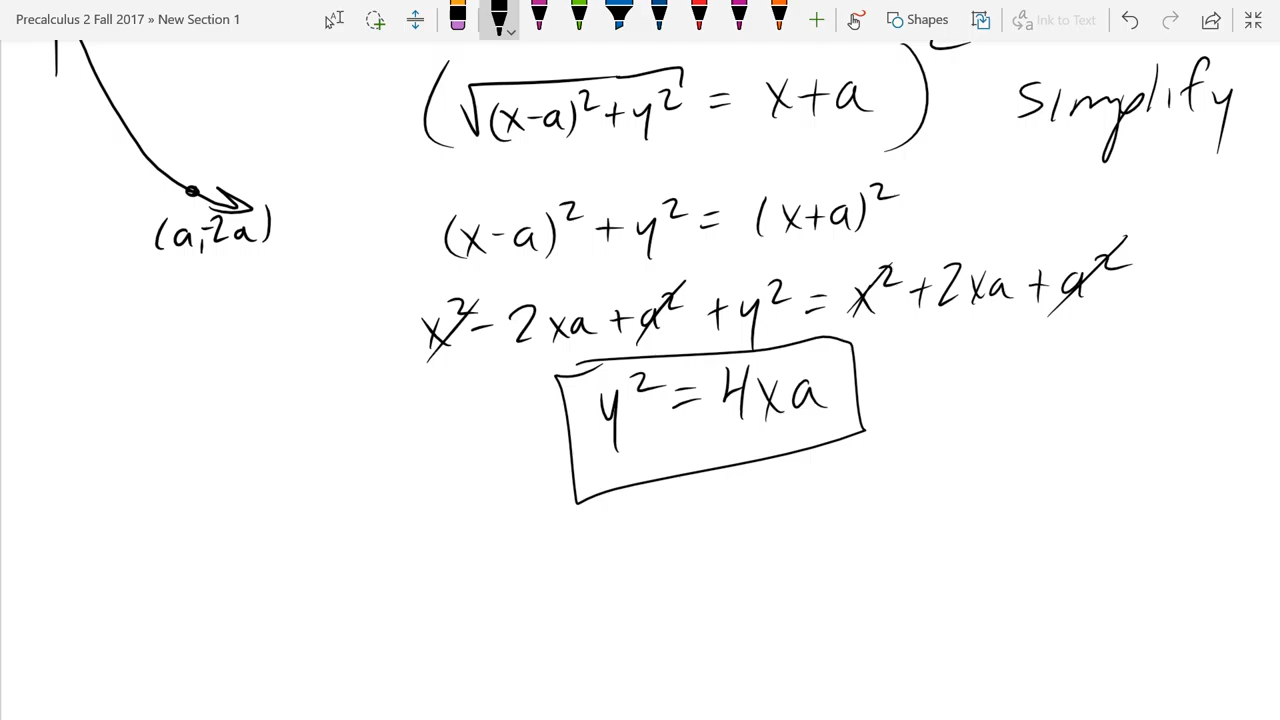 Precalculus 2 Fall 2017 » New Section 1
Shapes
Ink to Text
(√((x-a)²+y²) = x+a)²
simplify
(x-a)²+y²=(x+a)²
(a,-2a)
x²-2xa+a²+y²=x²+2xa+a²
y²=4xa